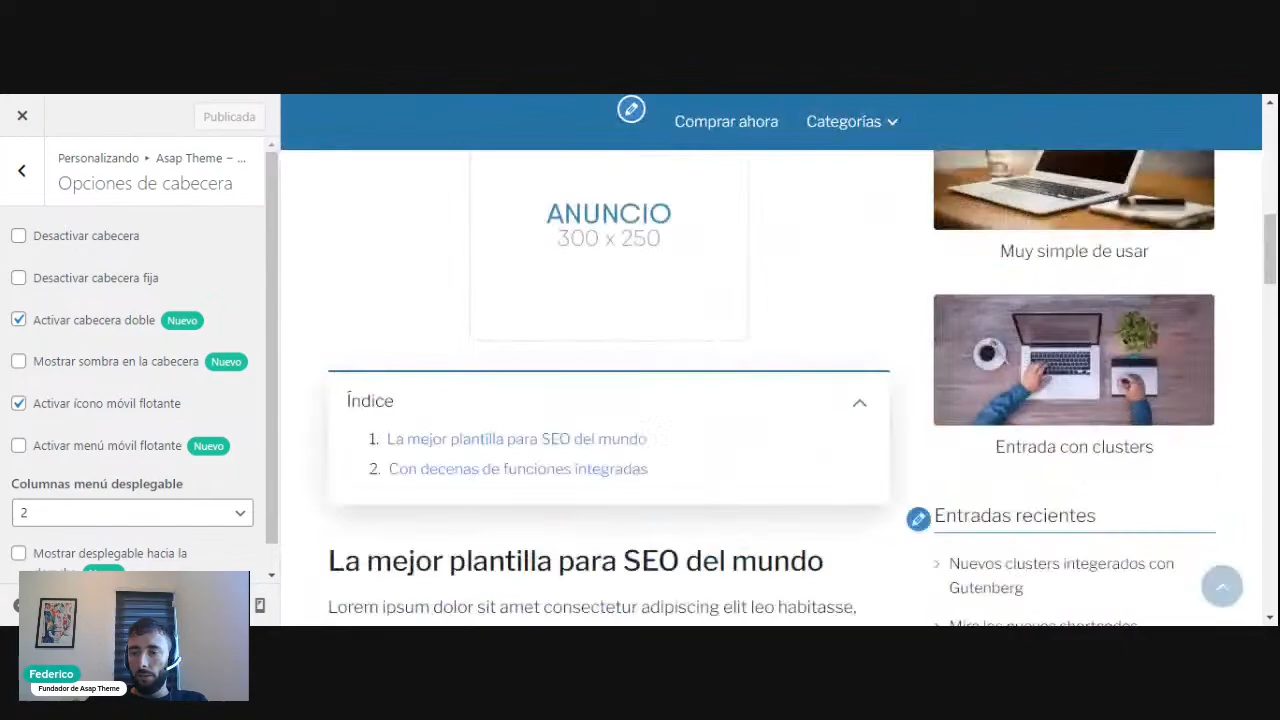 Publicada
Personalizando ▸ Asap Theme – ...
Opciones de cabecera
Desactivar cabecera
Desactivar cabecera fija
Activar cabecera doble Nuevo
Mostrar sombra en la cabecera Nuevo
Activar ícono móvil flotante
Activar menú móvil flotante Nuevo
Columnas menú desplegable
2
Mostrar desplegable hacia la
Federico
Fundador de Asap Theme
Comprar ahora
Categorías
ANUNCIO
300 x 250
Índice
1. La mejor plantilla para SEO del mundo
2. Con decenas de funciones integradas
La mejor plantilla para SEO del mundo
Lorem ipsum dolor sit amet consectetur adipiscing elit leo habitasse,
Muy simple de usar
Entrada con clusters
Entradas recientes
Nuevos clusters integerados con
Gutenberg
Mira los nuevos shortcodes